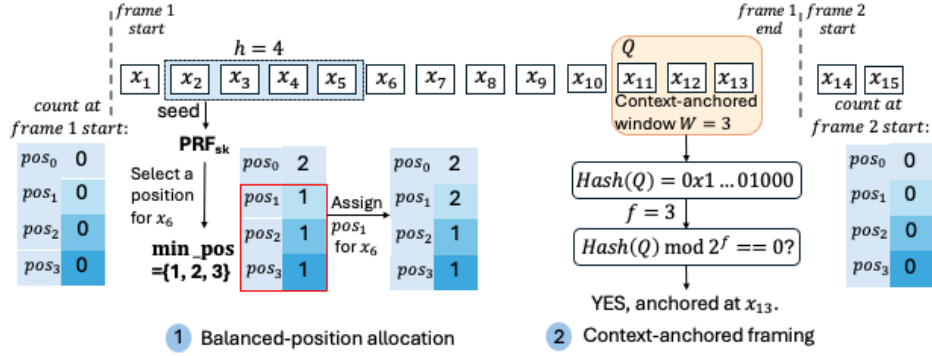 frame 1
start
frame 1
end
frame 2
start
h = 4
Q
x₁ x₂ x₃ x₄ x₅ x₆ x₇ x₈ x₉ x₁₀ x₁₁ x₁₂ x₁₃ x₁₄ x₁₅
Context-anchored
window W = 3
count at
frame 1 start:
pos₀ 0
pos₁ 0
pos₂ 0
pos₃ 0
seed
PRFsk
Select a
position
for x₆
min _pos
={1, 2, 3}
pos₀ 2
pos₁ 1
pos₂ 1
pos₃ 1
Assign
pos₁
for x₆
pos₀ 2
pos₁ 2
pos₂ 1
pos₃ 1
Hash(Q) = 0x1 ... 01000
f = 3
Hash(Q) mod 2ᶠ == 0?
YES, anchored at x₁₃.
count at
frame 2 start:
pos₀ 0
pos₁ 0
pos₂ 0
pos₃ 0
1 Balanced-position allocation
2 Context-anchored framing